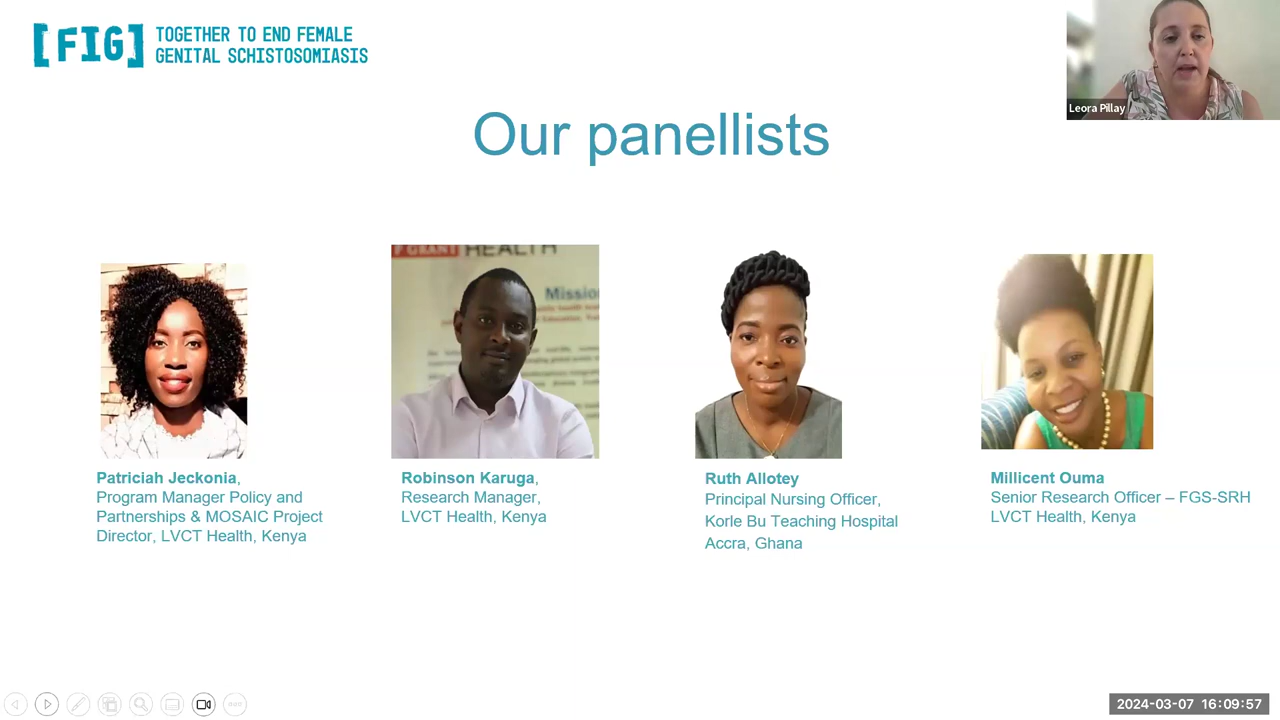 [FIG] TOGETHER TO END FEMALE
GENITAL SCHISTOSOMIASIS
Leora Pillay
Our panellists
HEALTH
Mission
Patriciah Jeckonia,
Program Manager Policy and
Partnerships & MOSAIC Project
Director, LVCT Health, Kenya
Robinson Karuga,
Research Manager,
LVCT Health, Kenya
Ruth Allotey
Principal Nursing Officer,
Korle Bu Teaching Hospital
Accra, Ghana
Millicent Ouma
Senior Research Officer – FGS-SRH
LVCT Health, Kenya
2024-03-07 16:09:57